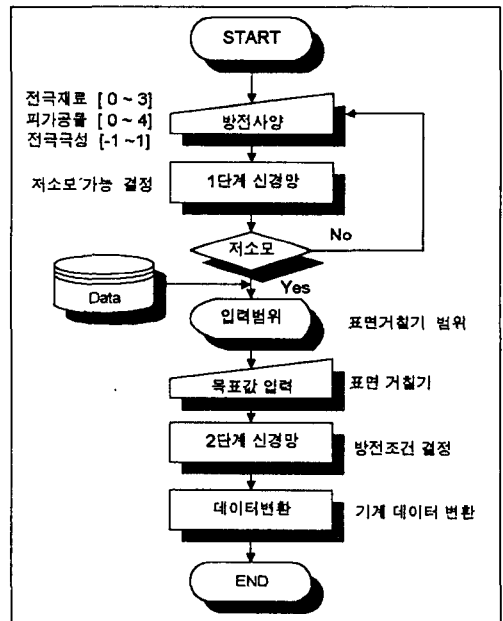 START
전극재료 [ 0 ~ 3]
피가공물 [ 0 ~ 4]
전극극성 [-1 ~1]
방전사양
저소모 가능 결정
1단계 신경망
저소모
No
Yes
Data
입력범위
표면거칠기 범위
목표값 입력
표면 거칠기
2단계 신경망
방전조건 결정
데이터변환
기계 데이터 변환
END